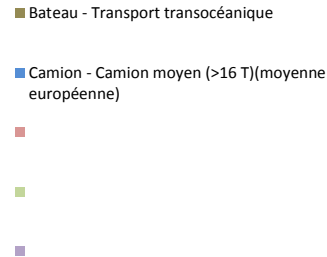 Bateau - Transport transocéanique
Camion - Camion moyen (>16 T)(moyenne
européenne)